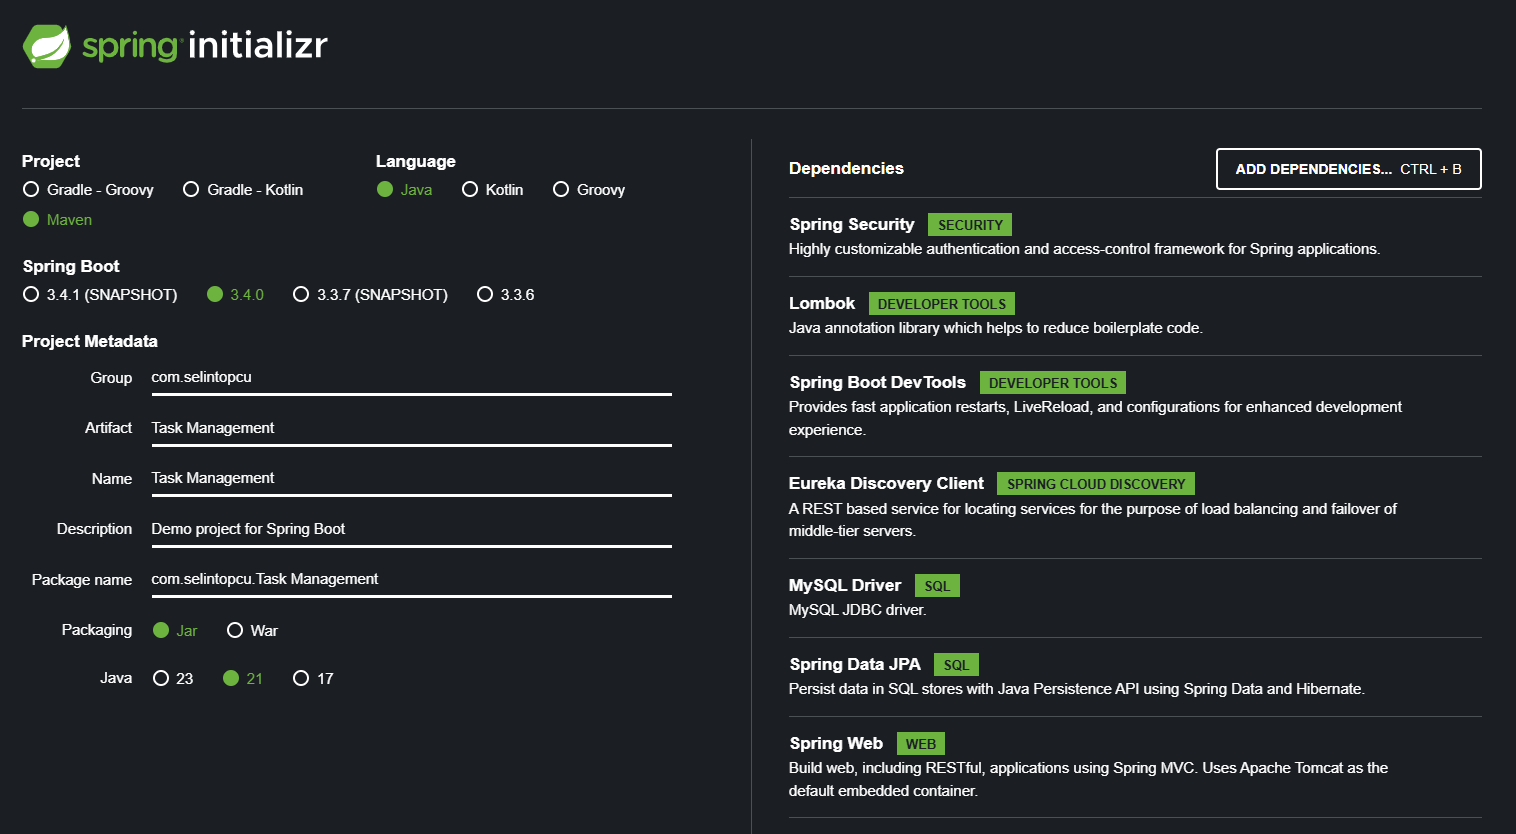 spring initializr
Project
Gradle - Groovy
Gradle - Kotlin
Maven
Language
Java
Kotlin
Groovy
Spring Boot
3.4.1 (SNAPSHOT)
3.4.0
3.3.7 (SNAPSHOT)
3.3.6
Project Metadata
Group com.selintopcu
Artifact Task Management
Name Task Management
Description Demo project for Spring Boot
Package name com.selintopcu.Task Management
Packaging Jar War
Java 23 21 17
Dependencies
ADD DEPENDENCIES... CTRL + B
Spring Security SECURITY
Highly customizable authentication and access-control framework for Spring applications.
Lombok DEVELOPER TOOLS
Java annotation library which helps to reduce boilerplate code.
Spring Boot DevTools DEVELOPER TOOLS
Provides fast application restarts, LiveReload, and configurations for enhanced development
experience.
Eureka Discovery Client SPRING CLOUD DISCOVERY
A REST based service for locating services for the purpose of load balancing and failover of
middle-tier servers.
MySQL Driver SQL
MySQL JDBC driver.
Spring Data JPA SQL
Persist data in SQL stores with Java Persistence API using Spring Data and Hibernate.
Spring Web WEB
Build web, including RESTful, applications using Spring MVC. Uses Apache Tomcat as the
default embedded container.